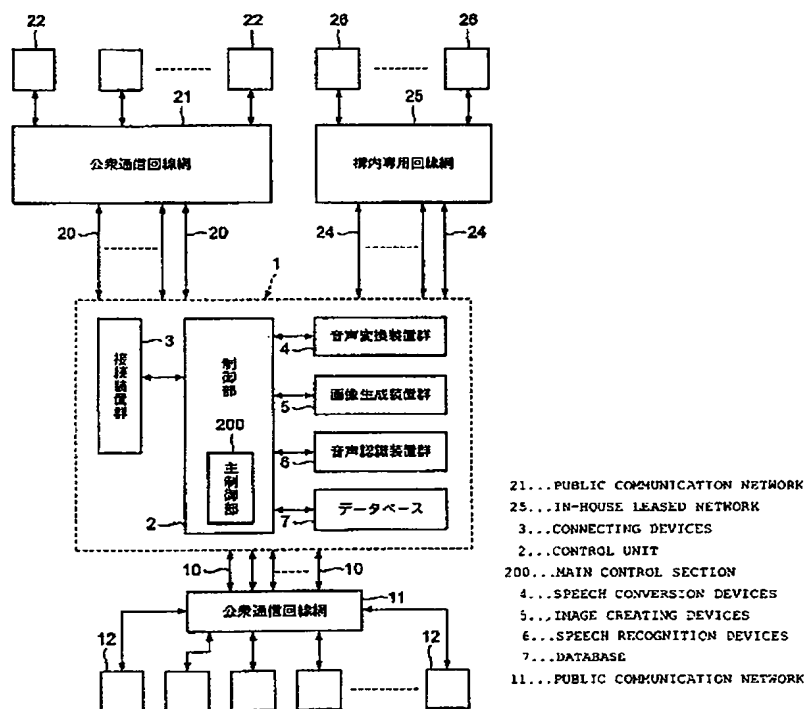 22
22
26
26
21
25
公衆通信回線網
構内専用回線網
20
20
24
24
1
3
接続装置群
制御部
4
音声変換装置群
5
画像生成装置群
200
主制御部
6
音声認識装置群
2
7
データベース
10
10
公衆通信回線網
11
12
12
21...PUBLIC COMMUNICATION NETWORK
25...IN-HOUSE LEASED NETWORK
3...CONNECTING DEVICES
2...CONTROL UNIT
200...MAIN CONTROL SECTION
4...SPEECH CONVERSION DEVICES
5...IMAGE CREATING DEVICES
6...SPEECH RECOGNITION DEVICES
7...DATABASE
11...PUBLIC COMMUNICATION NETWORK